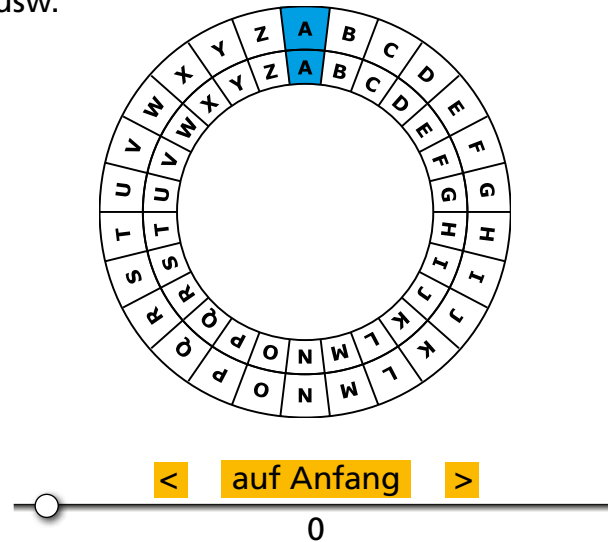 usw.
A B C D E F G H I J K L M N O P Q R S T U V W X Y Z
A B C D E F G H I J K L M N O P Q R S T U V W X Y Z
< auf Anfang >
0